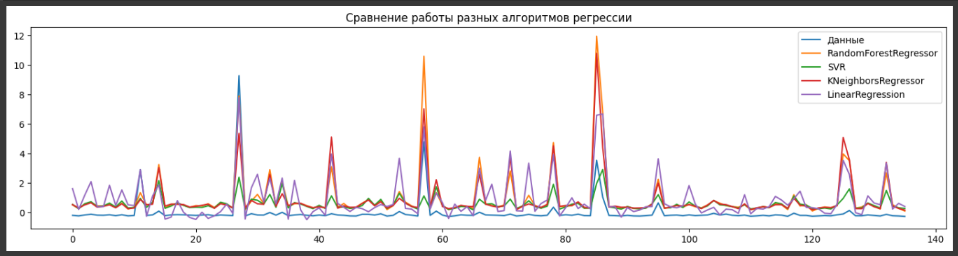 Сравнение работы разных алгоритмов регрессии
12
10
8
6
4
2
0
0 20 40 60 80 100 120 140
Данные
RandomForestRegressor
SVR
KNeighborsRegressor
LinearRegression